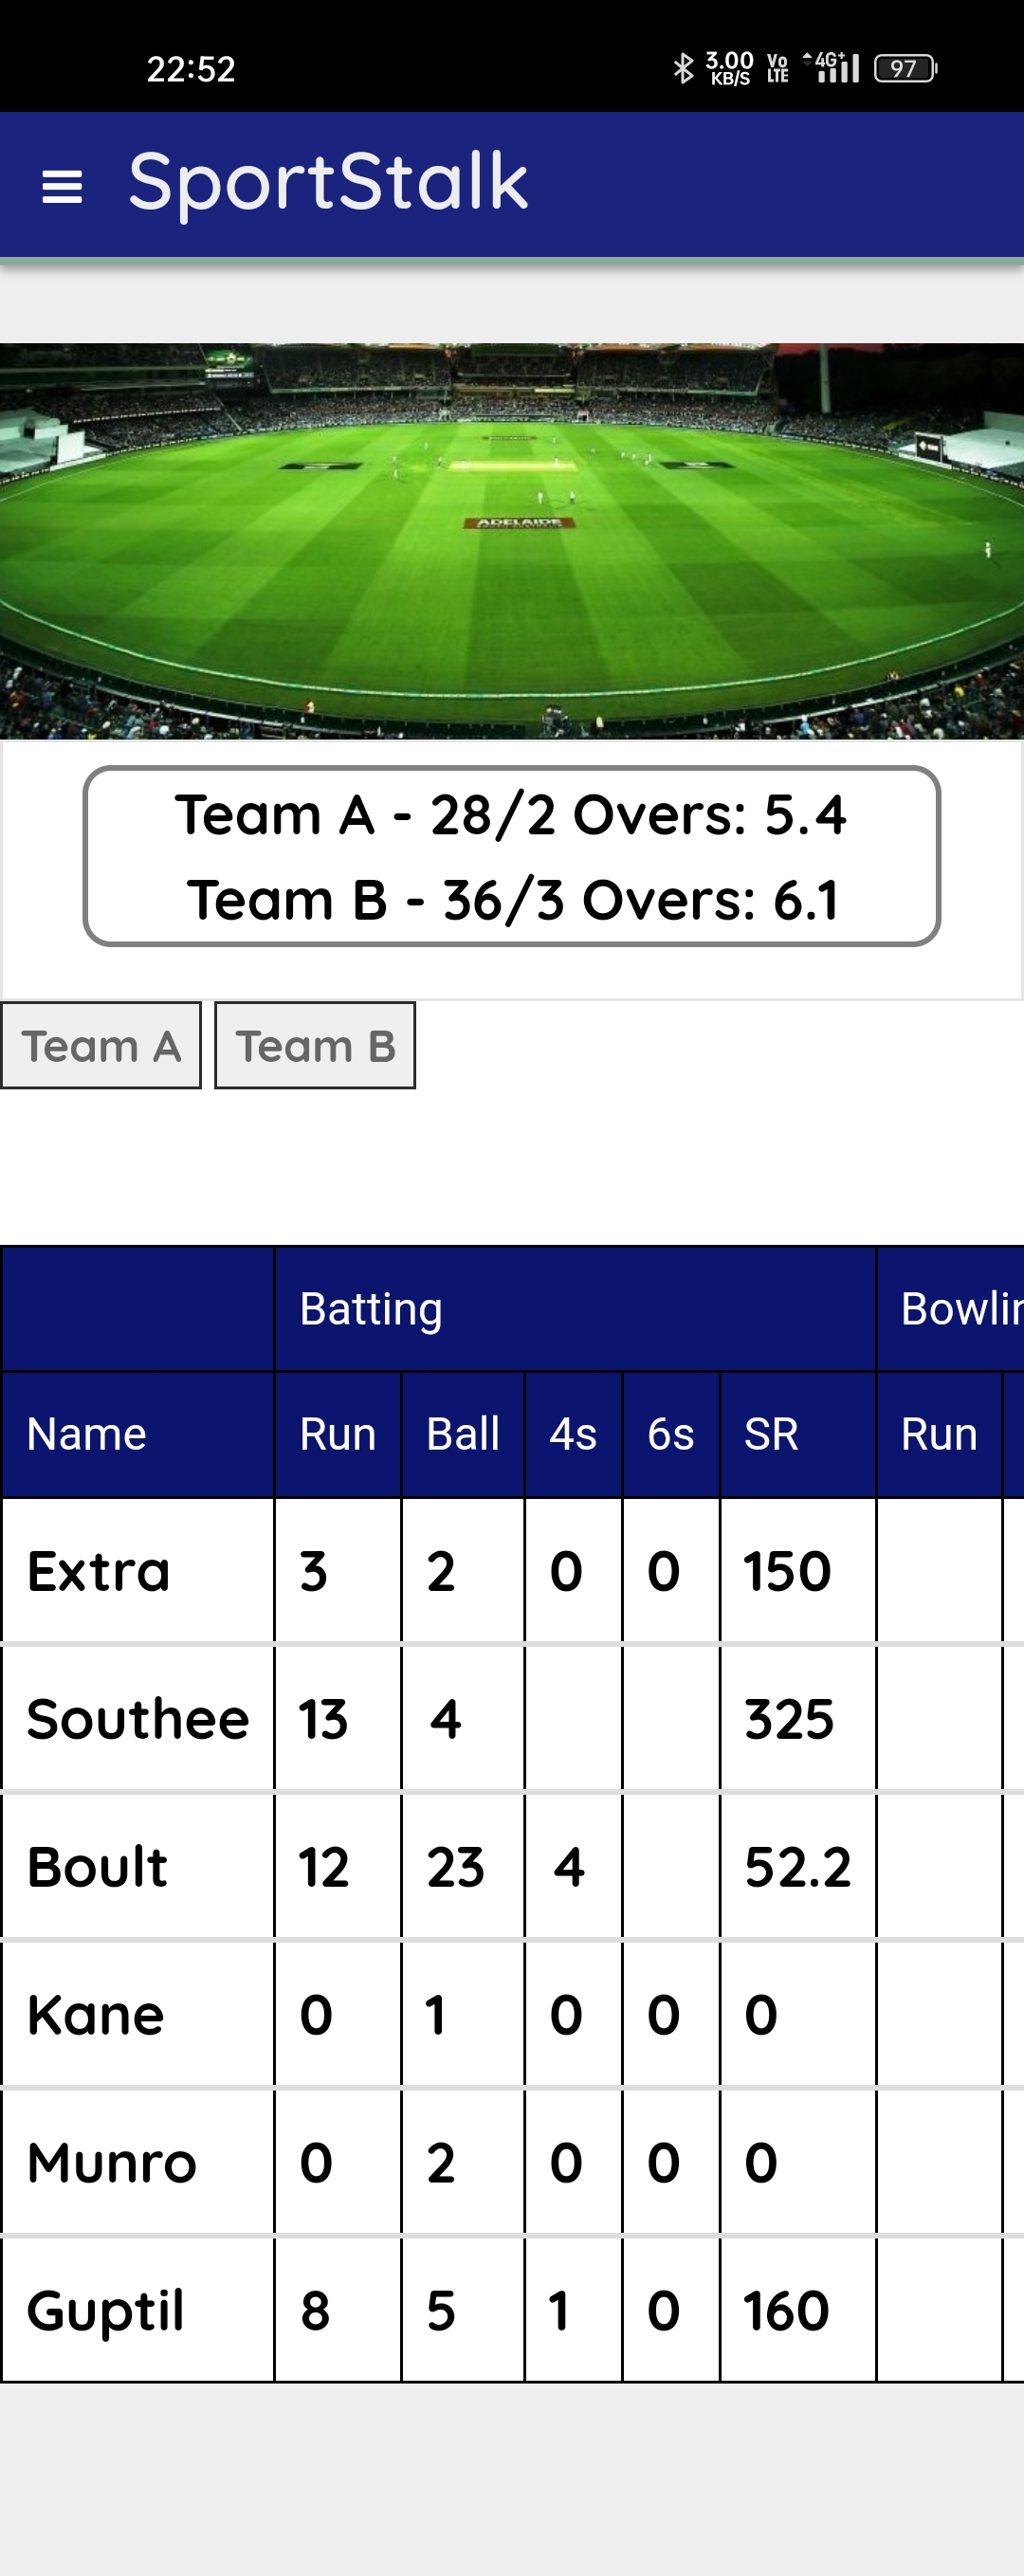 22:52 3.00 KB/S Vo LTE 4G+ 97
SportStalk
ADELAIDE
Team A - 28/2 Overs: 5.4
Team B - 36/3 Overs: 6.1
Team A Team B
Batting Bowlin
Name Run Ball 4s 6s SR Run
Extra 3 2 0 0 150
Southee 13 4 325
Boult 12 23 4 52.2
Kane 0 1 0 0 0
Munro 0 2 0 0 0
Guptil 8 5 1 0 160